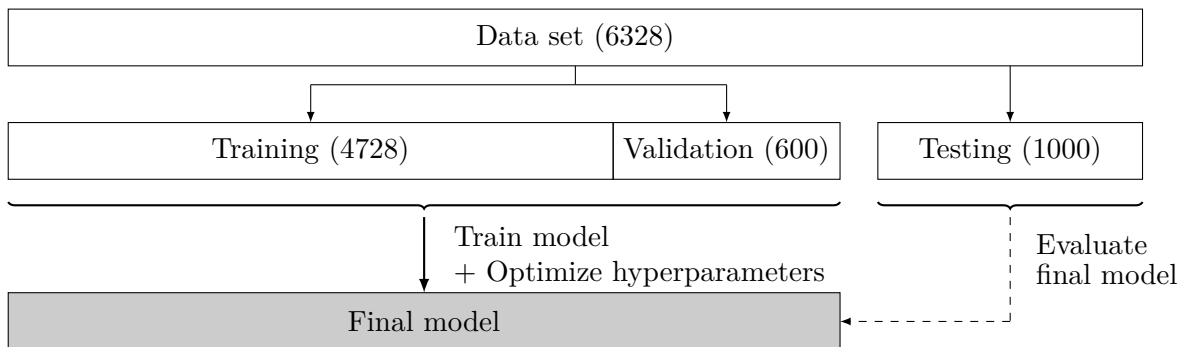 Data set (6328)
Training (4728)
Validation (600)
Testing (1000)
Train model
+ Optimize hyperparameters
Evaluate
final model
Final model